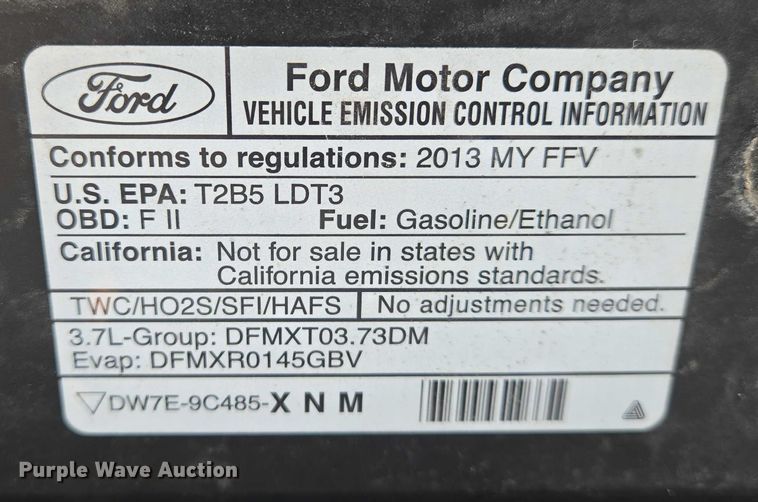 Ford
Ford Motor Company
VEHICLE EMISSION CONTROL INFORMATION
Conforms to regulations: 2013 MY FFV
U.S. EPA: T2B5 LDT3
OBD: F II Fuel: Gasoline/Ethanol
California: Not for sale in states with
California emissions standards.
TWC/HO2S/SFI/HAFS No adjustments needed.
3.7L-Group: DFMXT03.73DM
Evap: DFMXR0145GBV
DW7E-9C485-X N M
Purple Wave Auction